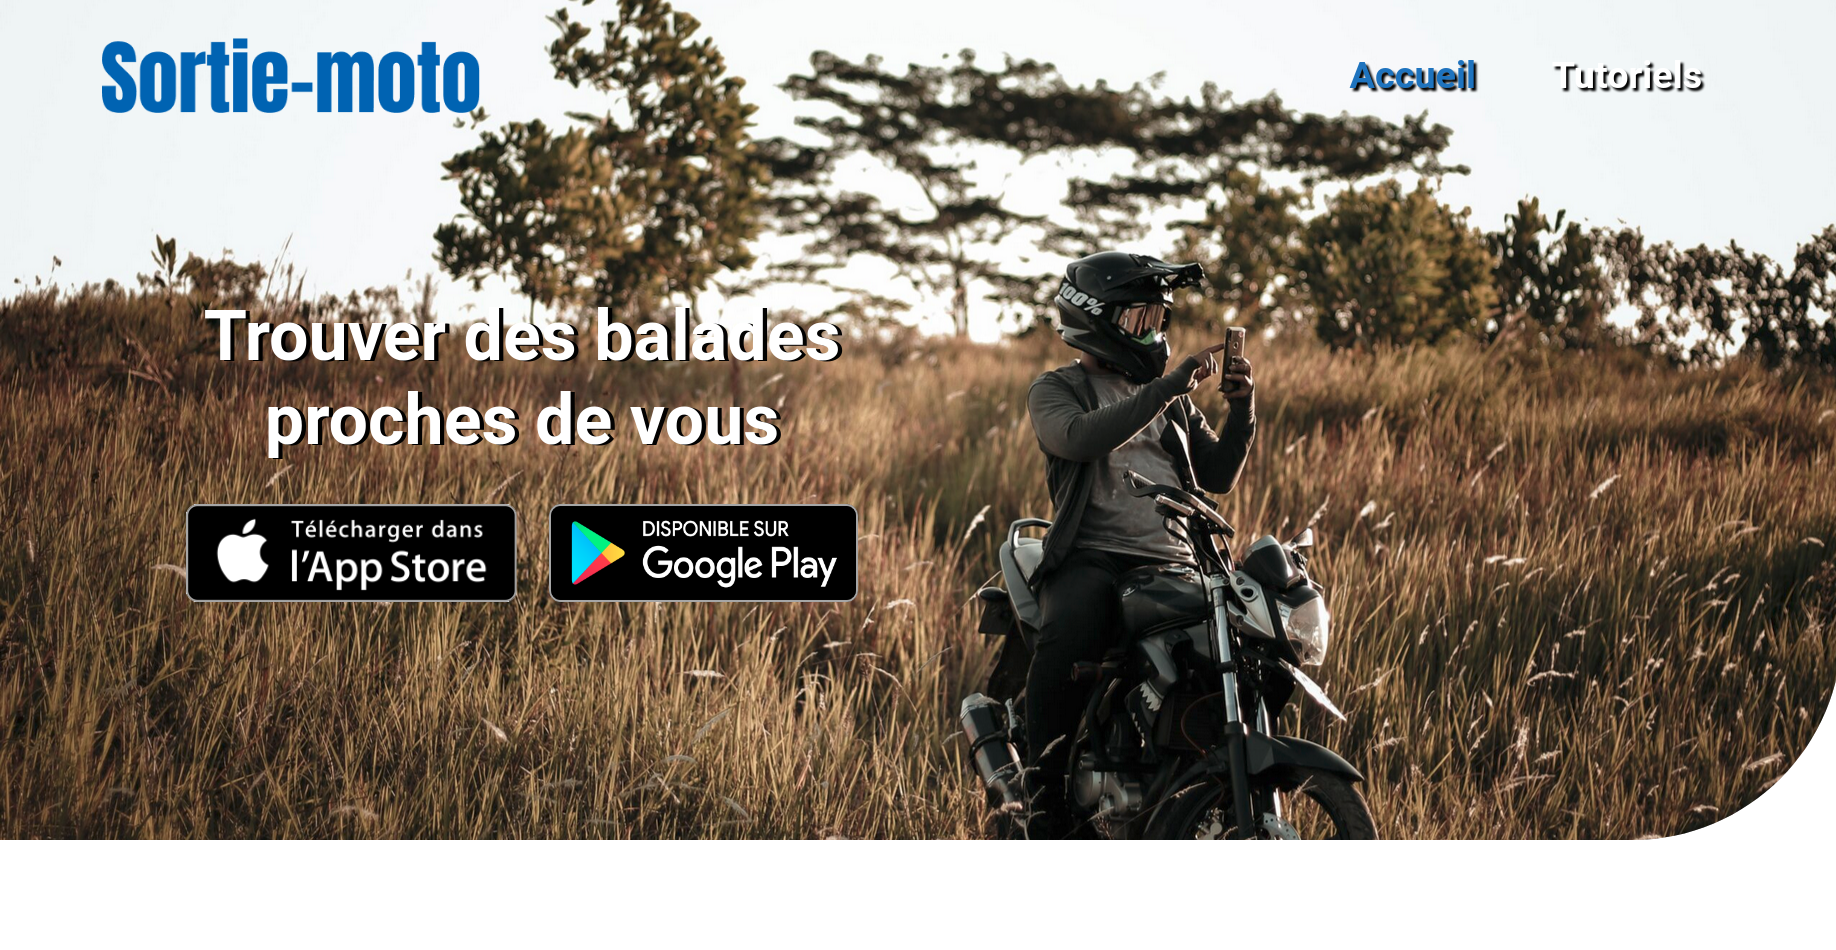 Sortie-moto
Accueil
Tutoriels
100%
Trouver des balades
proches de vous
Télécharger dans
l'App Store
DISPONIBLE SUR
Google Play